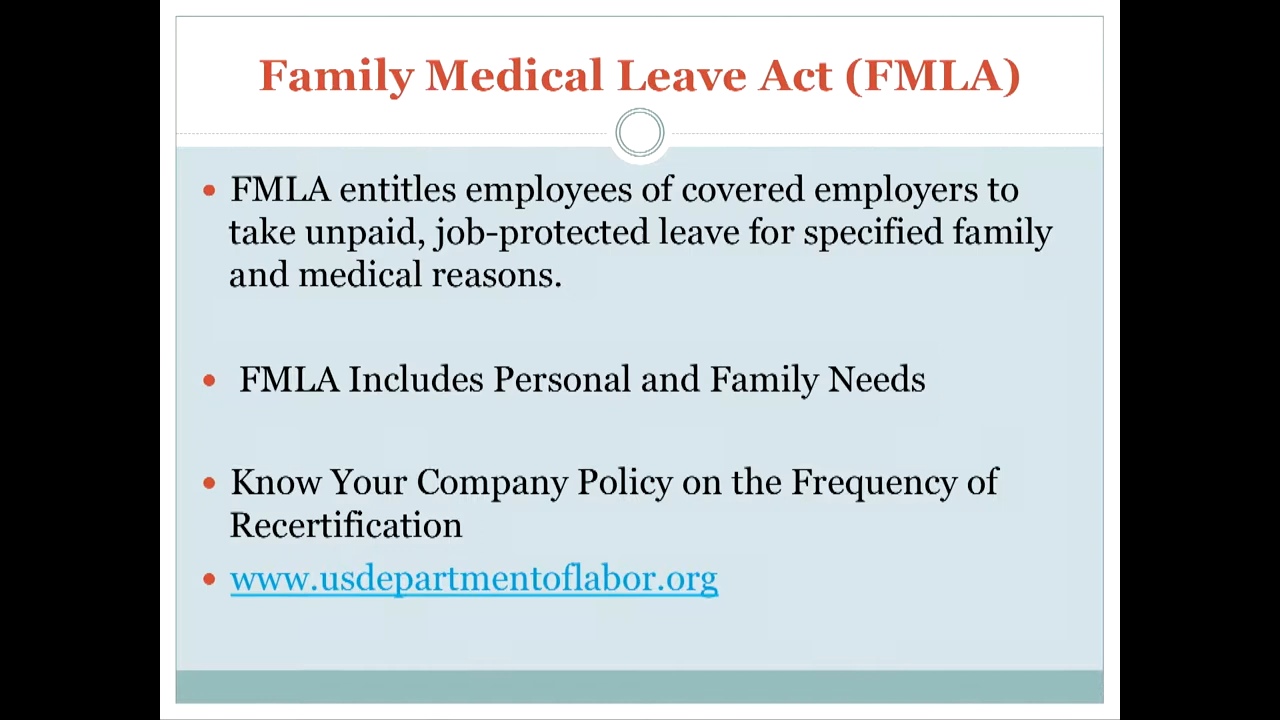 Family Medical Leave Act (FMLA)
• FMLA entitles employees of covered employers to
take unpaid, job-protected leave for specified family
and medical reasons.
• FMLA Includes Personal and Family Needs
• Know Your Company Policy on the Frequency of
Recertification
• www.usdepartmentoflabor.org